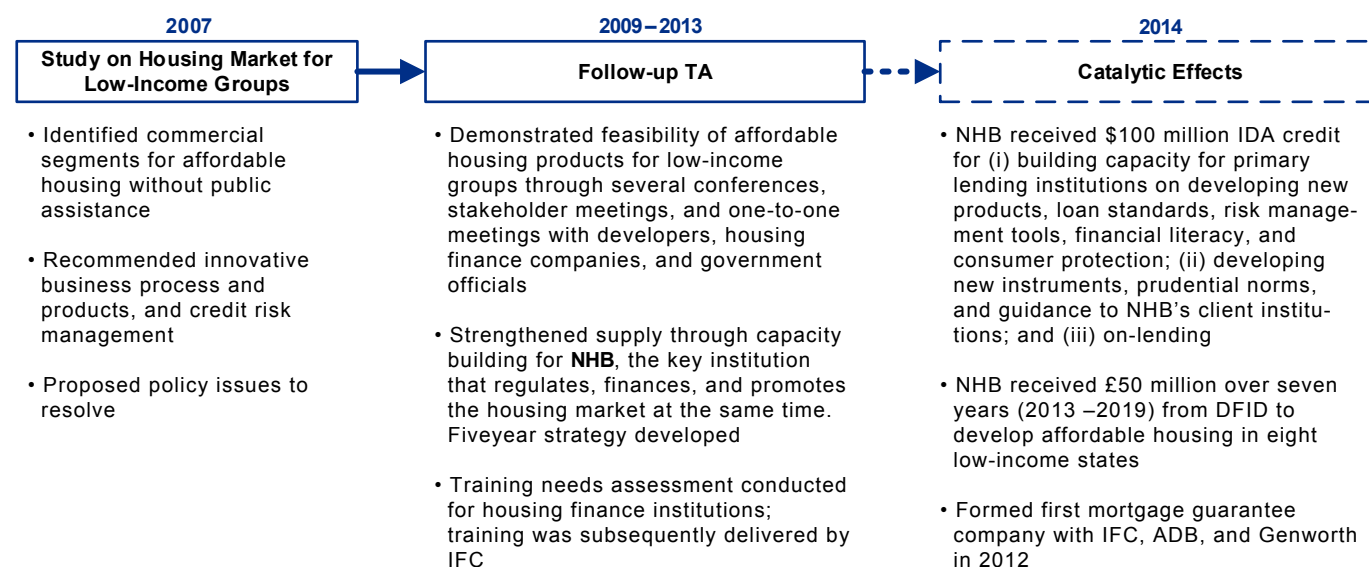 2007
Study on Housing Market for
Low-Income Groups
• Identified commercial
segments for affordable
housing without public
assistance
• Recommended innovative
business process and
products, and credit risk
management
• Proposed policy issues to
resolve
2009–2013
Follow-up TA
• Demonstrated feasibility of affordable
housing products for low-income
groups through several conferences,
stakeholder meetings, and one-to-one
meetings with developers, housing
finance companies, and government
officials
• Strengthened supply through capacity
building for NHB, the key institution
that regulates, finances, and promotes
the housing market at the same time.
Fiveyear strategy developed
• Training needs assessment conducted
for housing finance institutions;
training was subsequently delivered by
IFC
2014
Catalytic Effects
• NHB received $100 million IDA credit
for (i) building capacity for primary
lending institutions on developing new
products, loan standards, risk manage-
ment tools, financial literacy, and
consumer protection; (ii) developing
new instruments, prudential norms,
and guidance to NHB's client institu-
tions; and (iii) on-lending
• NHB received £50 million over seven
years (2013 –2019) from DFID to
develop affordable housing in eight
low-income states
• Formed first mortgage guarantee
company with IFC, ADB, and Genworth
in 2012